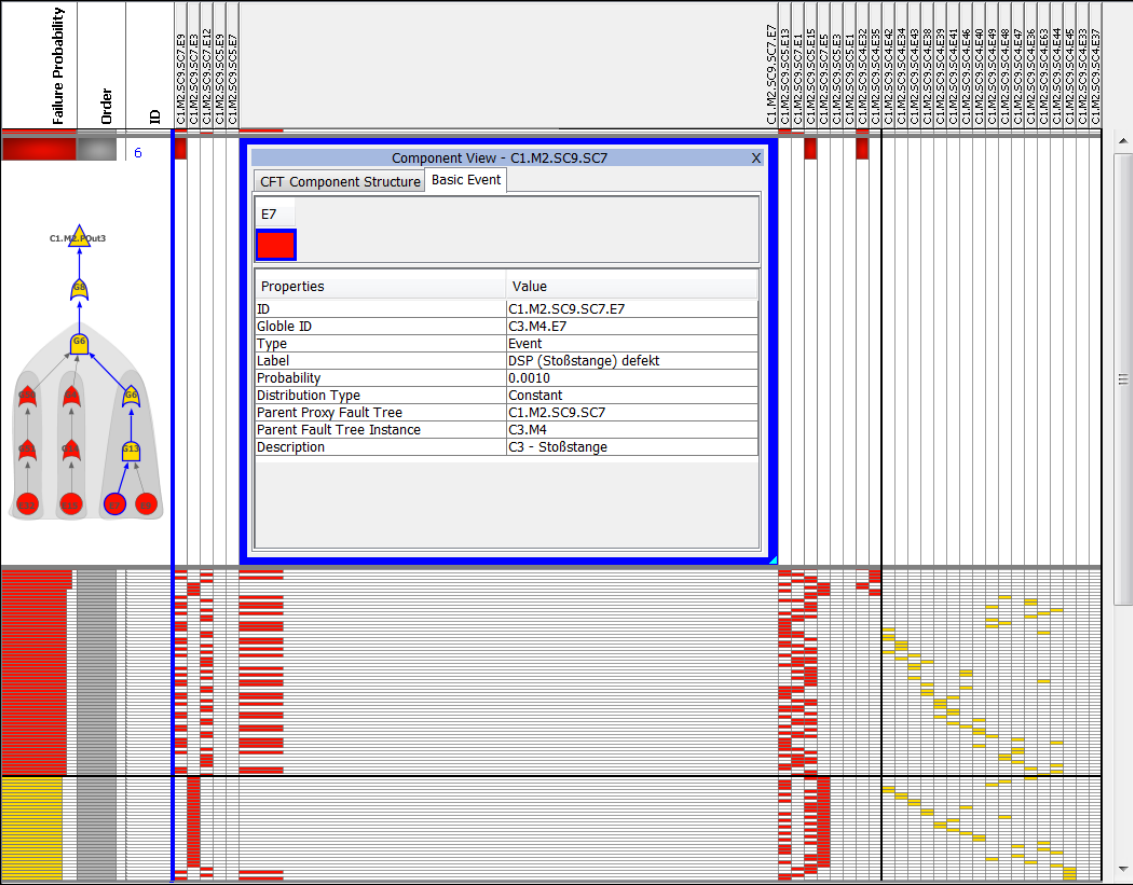 Failure Probability
Order
ID
C1.M2.SC9.SC7.E9
C1.M2.SC9.SC7.E3
C1.M2.SC9.SC7.E12
C1.M2.SC9.SC5.E9
C1.M2.SC9.SC5.E7
C1.M2.SC9.SC7.E7
C1.M2.SC9.SC5.E13
C1.M2.SC9.SC7.E1
C1.M2.SC9.SC5.E15
C1.M2.SC9.SC7.E5
C1.M2.SC9.SC5.E3
C1.M2.SC9.SC5.E1
C1.M2.SC9.SC4.E32
C1.M2.SC9.SC4.E35
C1.M2.SC9.SC4.E42
C1.M2.SC9.SC4.E34
C1.M2.SC9.SC4.E43
C1.M2.SC9.SC4.E38
C1.M2.SC9.SC4.E39
C1.M2.SC9.SC4.E41
C1.M2.SC9.SC4.E46
C1.M2.SC9.SC4.E40
C1.M2.SC9.SC4.E49
C1.M2.SC9.SC4.E48
C1.M2.SC9.SC4.E47
C1.M2.SC9.SC4.E36
C1.M2.SC9.SC4.E63
C1.M2.SC9.SC4.E44
C1.M2.SC9.SC4.E45
C1.M2.SC9.SC4.E33
C1.M2.SC9.SC4.E37
6
Component View - C1.M2.SC9.SC7 X
CFT Component Structure Basic Event
E7
Properties Value
ID C1.M2.SC9.SC7.E7
Globle ID C3.M4.E7
Type Event
Label DSP (Stoßstange) defekt
Probability 0.0010
Distribution Type Constant
Parent Proxy Fault Tree C1.M2.SC9.SC7
Parent Fault Tree Instance C3.M4
Description C3 - Stoßstange
C1.M2.POut3
G6
G6
G13